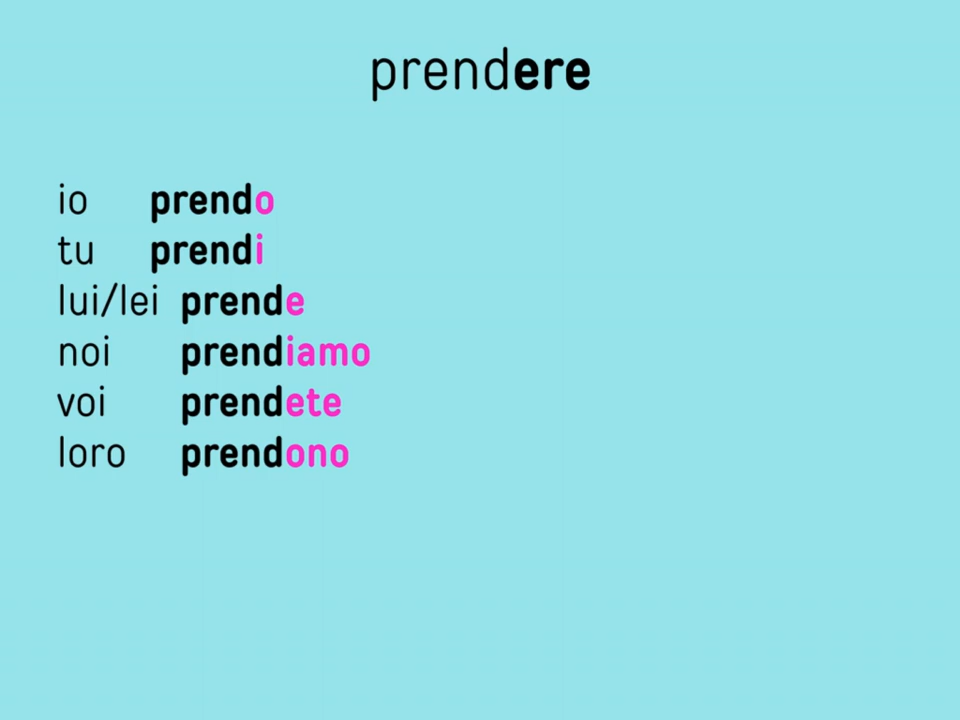 prendere
io prendo
tu prendi
lui/lei prende
noi prendiamo
voi prendete
loro prendono